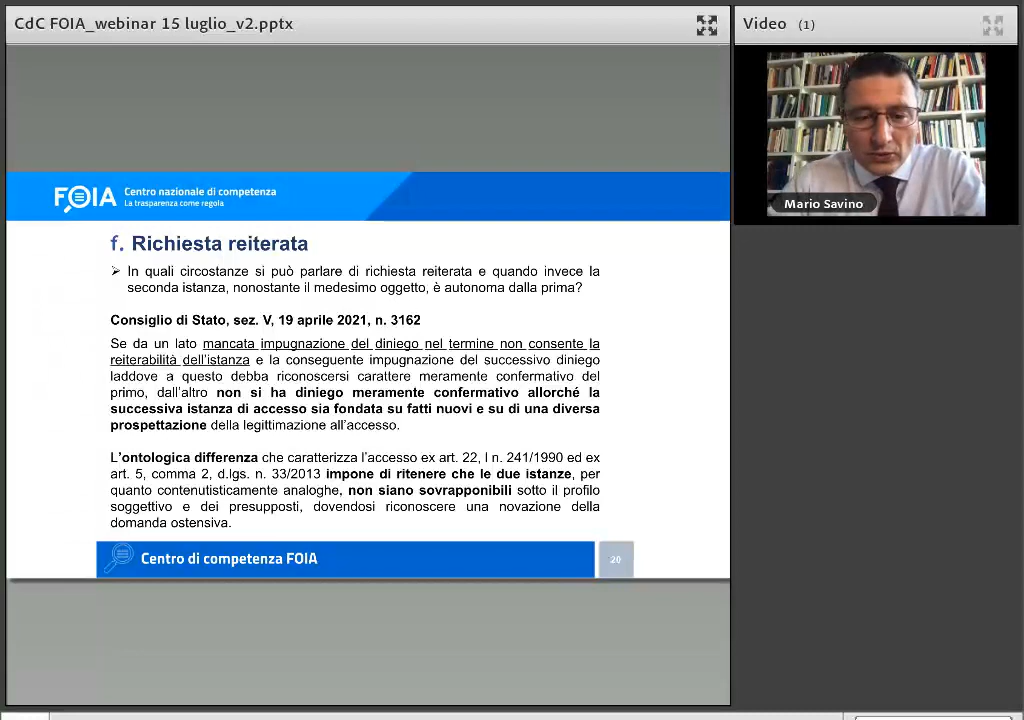 CdC FOIA_webinar 15 luglio_v2.pptx
Video (1)
Mario Savino
FOIA
Centro nazionale di competenza
La trasparenza come regola
f. Richiesta reiterata
In quali circostanze si può parlare di richiesta reiterata e quando invece la
seconda istanza, nonostante il medesimo oggetto, è autonoma dalla prima?
Consiglio di Stato, sez. V, 19 aprile 2021, n. 3162
Se da un lato mancata impugnazione del diniego nel termine non consente la
reiterabilità dell’istanza e la conseguente impugnazione del successivo diniego
laddove a questo debba riconoscersi carattere meramente confermativo del
primo, dall’altro non si ha diniego meramente confermativo allorché la
successiva istanza di accesso sia fondata su fatti nuovi e su di una diversa
prospettazione della legittimazione all’accesso.
L’ontologica differenza che caratterizza l’accesso ex art. 22, l n. 241/1990 ed ex
art. 5, comma 2, d.lgs. n. 33/2013 impone di ritenere che le due istanze, per
quanto contenutisticamente analoghe, non siano sovrapponibili sotto il profilo
soggettivo e dei presupposti, dovendosi riconoscere una novazione della
domanda ostensiva.
Centro di competenza FOIA
20